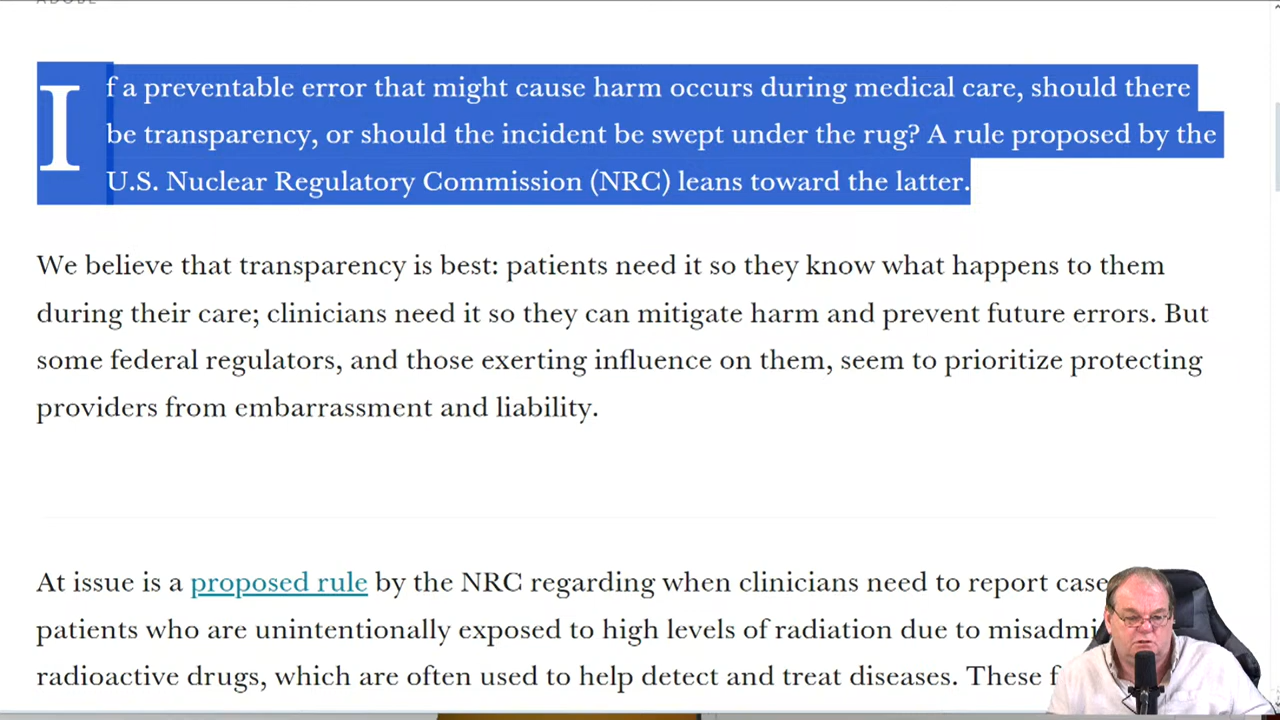 If a preventable error that might cause harm occurs during medical care, should there
be transparency, or should the incident be swept under the rug? A rule proposed by the
U.S. Nuclear Regulatory Commission (NRC) leans toward the latter.
We believe that transparency is best: patients need it so they know what happens to them
during their care; clinicians need it so they can mitigate harm and prevent future errors. But
some federal regulators, and those exerting influence on them, seem to prioritize protecting
providers from embarrassment and liability.
At issue is a proposed rule by the NRC regarding when clinicians need to report case
patients who are unintentionally exposed to high levels of radiation due to misadmi
radioactive drugs, which are often used to help detect and treat diseases. These f